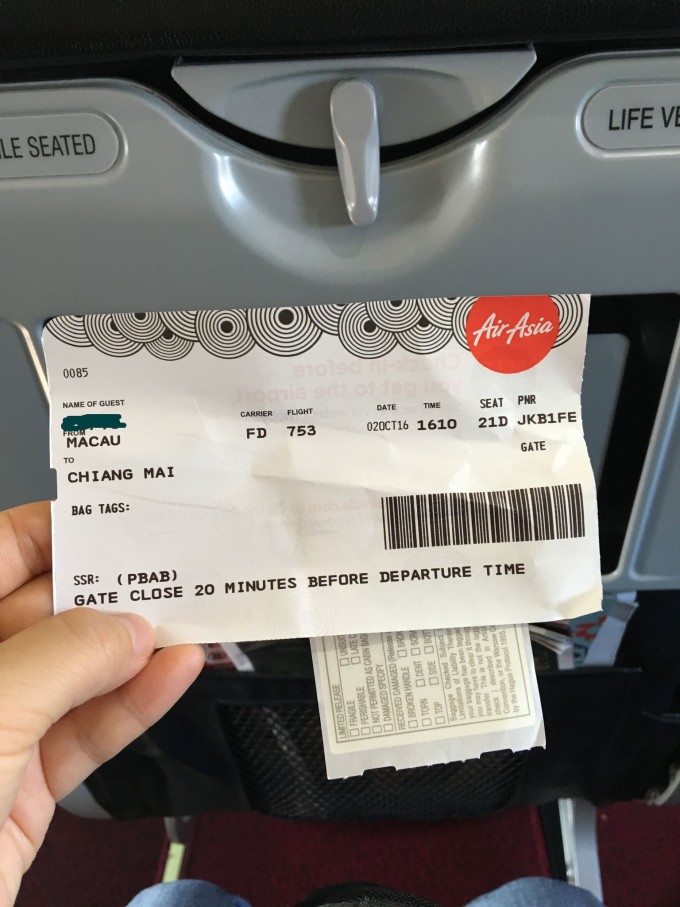 LE SEATED
LIFE VE
AirAsia
0085
NAME OF GUEST
FROM
MACAU
TO
CHIANG MAI
CARRIER FLIGHT DATE TIME SEAT PNR
FD 753 02OCT16 1610 21D JKB1FE
GATE
BAG TAGS:
SSR: (PBAB)
GATE CLOSE 20 MINUTES BEFORE DEPARTURE TIME
LIMITED RELEASE
FRAGILE
PERISHABLE
NOT PERMITTED AS CABIN
DAMAGED SPECIFY
RECEIVED DAMAGED
BROKEN HANDLE
TORN
DENT
TOP
SIDE